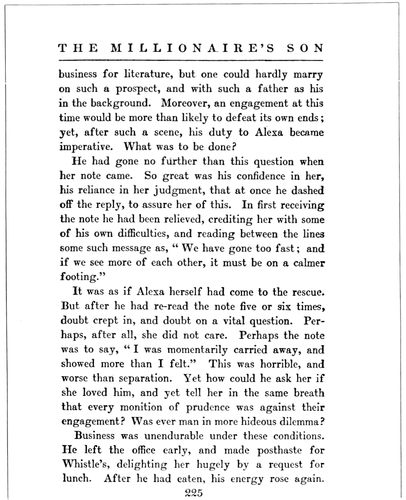 THE MILLIONAIRE'S SON
business for literature, but one could hardly marry
on such a prospect, and with such a father as his
in the background. Moreover, an engagement at this
time would be more than likely to defeat its own ends;
yet, after such a scene, his duty to Alexa became
imperative. What was to be done?
He had gone no further than this question when
her note came. So great was his confidence in her,
his reliance in her judgment, that at once he dashed
off the reply, to assure her of this. In first receiving
the note he had been relieved, crediting her with some
of his own difficulties, and reading between the lines
some such message as, "We have gone too fast; and
if we see more of each other, it must be on a calmer
footing."
It was as if Alexa herself had come to the rescue.
But after he had re-read the note five or six times,
doubt crept in, and doubt on a vital question. Per-
haps, after all, she did not care. Perhaps the note
was to say, "I was momentarily carried away, and
showed more than I felt." This was horrible, and
worse than separation. Yet how could he ask her if
she loved him, and yet tell her in the same breath
that every monition of prudence was against their
engagement? Was ever man in more hideous dilemma?
Business was unendurable under these conditions.
He left the office early, and made posthaste for
Whistle's, delighting her hugely by a request for
lunch. After he had eaten, his energy rose again.
225